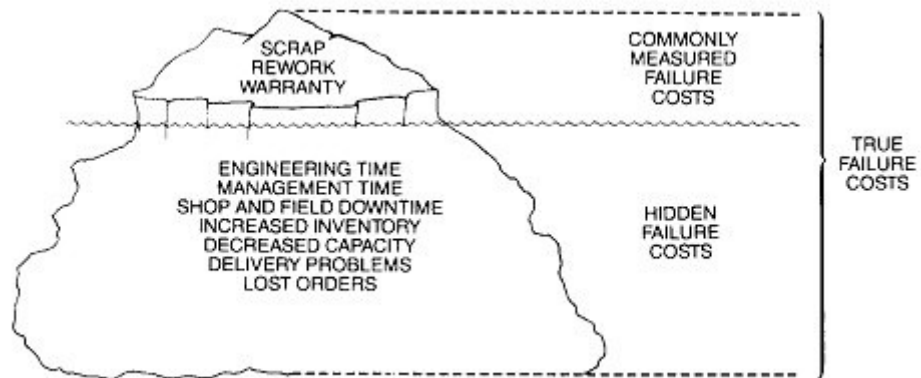 SCRAP
REWORK
WARRANTY
COMMONLY
MEASURED
FAILURE
COSTS
ENGINEERING TIME
MANAGEMENT TIME
SHOP AND FIELD DOWNTIME
INCREASED INVENTORY
DECREASED CAPACITY
DELIVERY PROBLEMS
LOST ORDERS
HIDDEN
FAILURE
COSTS
TRUE
FAILURE
COSTS